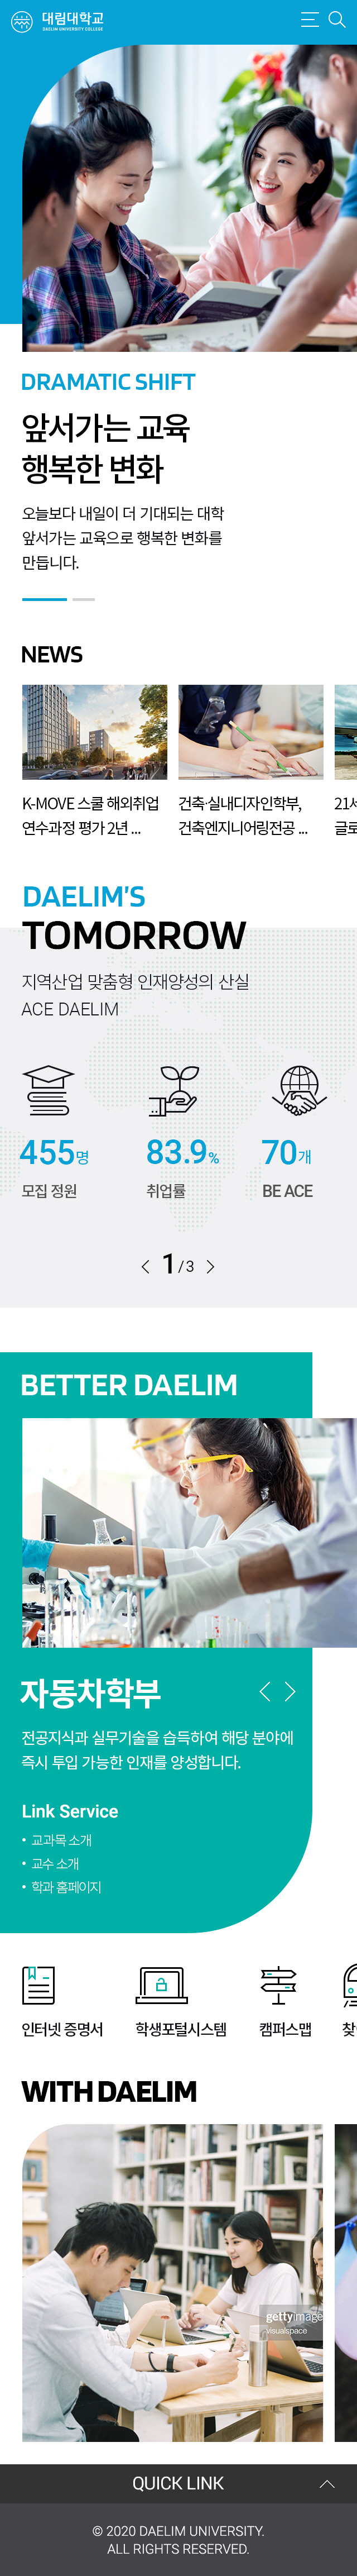 대림대학교
DAELIM UNIVERSITY COLLEGE
DRAMATIC SHIFT
앞서가는 교육
행복한 변화
오늘보다 내일이 더 기대되는 대학
앞서가는 교육으로 행복한 변화를
만듭니다.
NEWS
K-MOVE 스쿨 해외취업
연수과정 평가 2년 ...
건축·실내디자인학부,
건축엔지니어링전공 ...
21세
글로
DAELIM'S
TOMORROW
지역산업 맞춤형 인재양성의 산실
ACE DAELIM
455명
모집 정원
83.9%
취업률
70개
BE ACE
1/3
BETTER DAELIM
자동차학부
전공지식과 실무기술을 습득하여 해당 분야에
즉시 투입 가능한 인재를 양성합니다.
Link Service
• 교과목 소개
• 교수 소개
• 학과 홈페이지
인터넷 증명서
학생포털시스템
캠퍼스맵
WITH DAELIM
gettyimage
visualspace
QUICK LINK
© 2020 DAELIM UNIVERSITY.
ALL RIGHTS RESERVED.